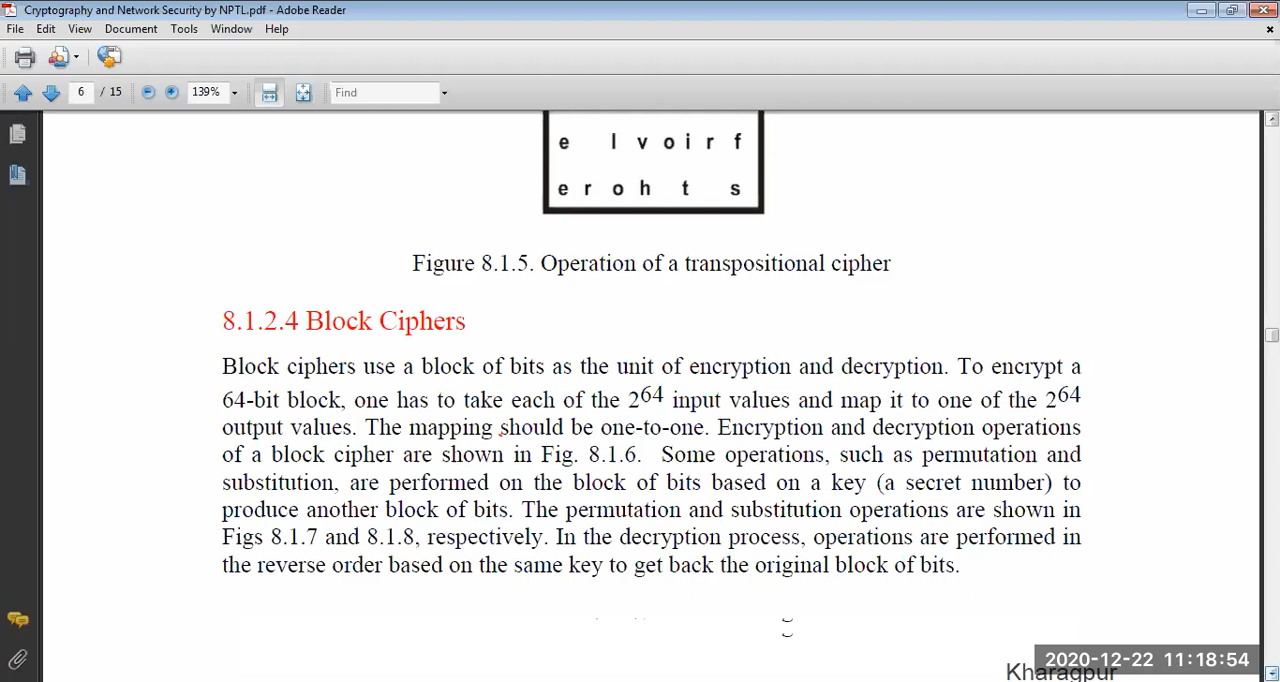 Cryptography and Network Security by NPTL.pdf - Adobe Reader
File Edit View Document Tools Window Help
6 / 15 139% Find
e l v o i r f
e r o h t s
Figure 8.1.5. Operation of a transpositional cipher
8.1.2.4 Block Ciphers
Block ciphers use a block of bits as the unit of encryption and decryption. To encrypt a
64-bit block, one has to take each of the 2^64 input values and map it to one of the 2^64
output values. The mapping should be one-to-one. Encryption and decryption operations
of a block cipher are shown in Fig. 8.1.6. Some operations, such as permutation and
substitution, are performed on the block of bits based on a key (a secret number) to
produce another block of bits. The permutation and substitution operations are shown in
Figs 8.1.7 and 8.1.8, respectively. In the decryption process, operations are performed in
the reverse order based on the same key to get back the original block of bits.
2020-12-22 11:18:54
Kharagpur